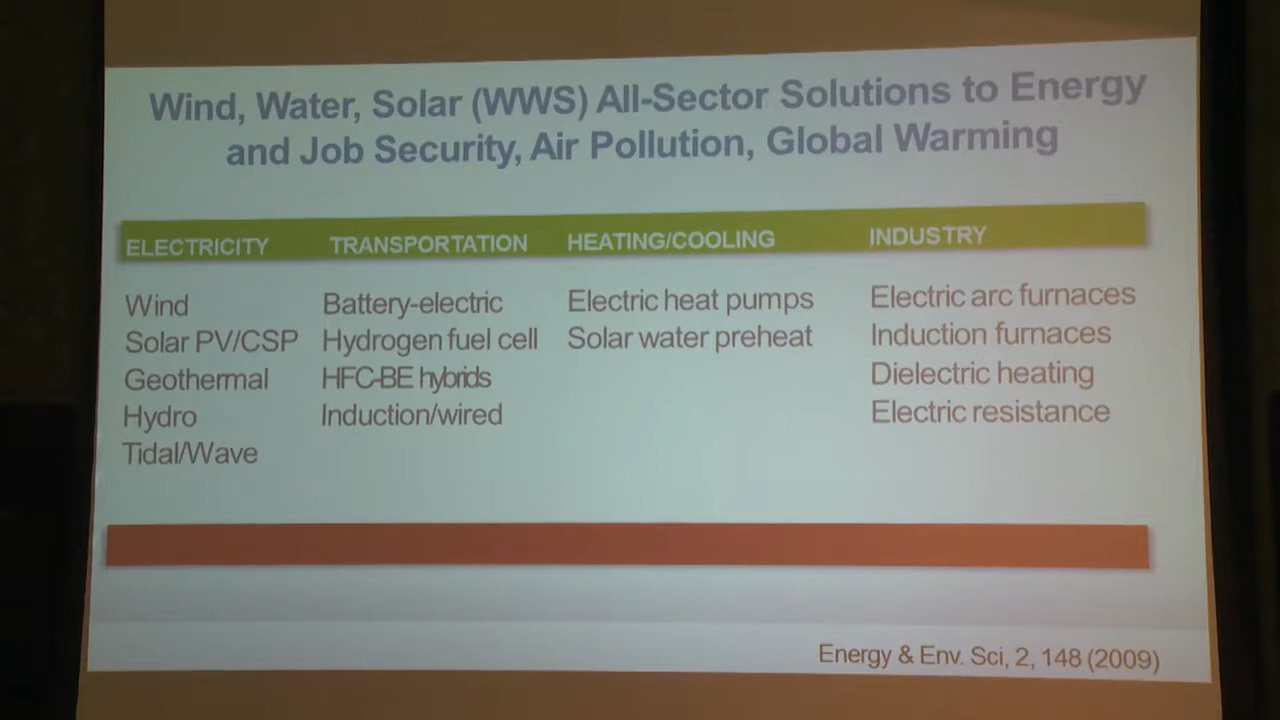 Wind, Water, Solar (WWS) All-Sector Solutions to Energy
and Job Security, Air Pollution, Global Warming
ELECTRICITY TRANSPORTATION HEATING/COOLING INDUSTRY
Wind Battery-electric Electric heat pumps Electric arc furnaces
Solar PV/CSP Hydrogen fuel cell Solar water preheat Induction furnaces
Geothermal HFC-BE hybrids Dielectric heating
Hydro Induction/wired Electric resistance
Tidal/Wave
Energy & Env. Sci, 2, 148 (2009)